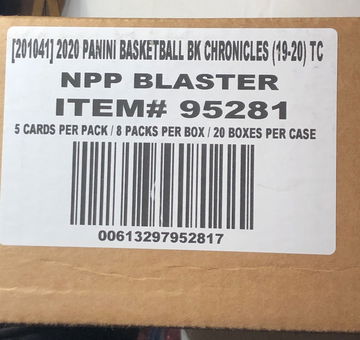 [201041] 2020 PANINI BASKETBALL BK CHRONICLES (19-20) TC
NPP BLASTER
ITEM# 95281
5 CARDS PER PACK / 8 PACKS PER BOX / 20 BOXES PER CASE
00613297952817